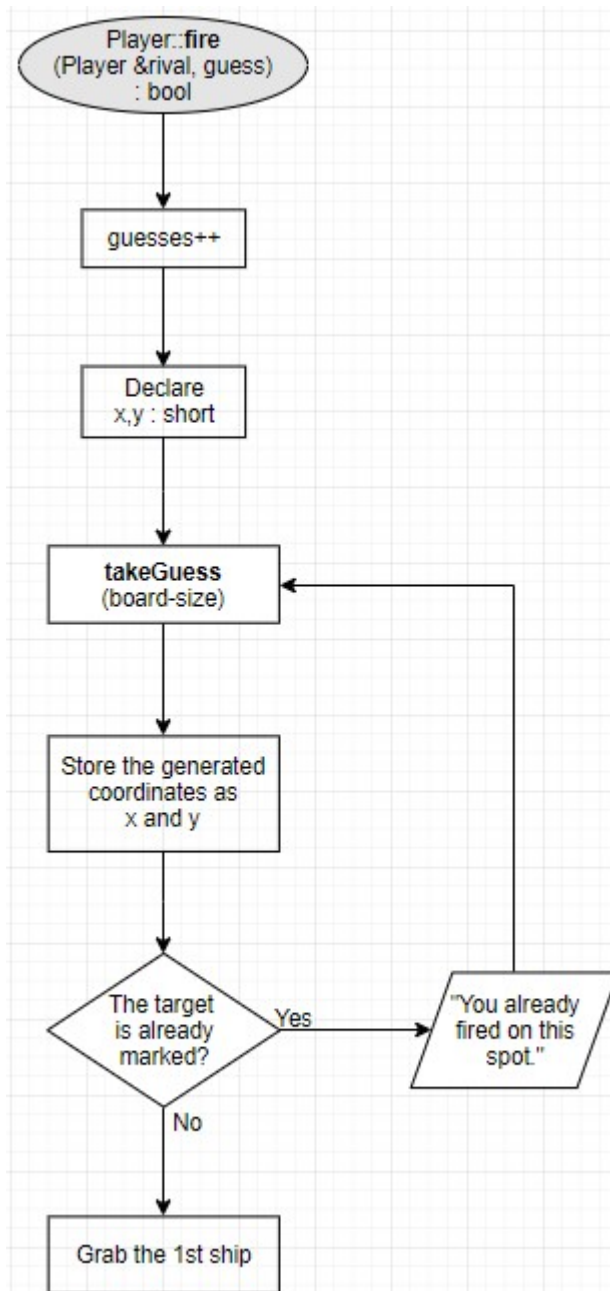 Player::fire
(Player &rival, guess)
: bool
guesses++
Declare
x,y : short
takeGuess
(board-size)
Store the generated
coordinates as
x and y
The target
is already
marked?
Yes
"You already
fired on this
spot."
No
Grab the 1st ship